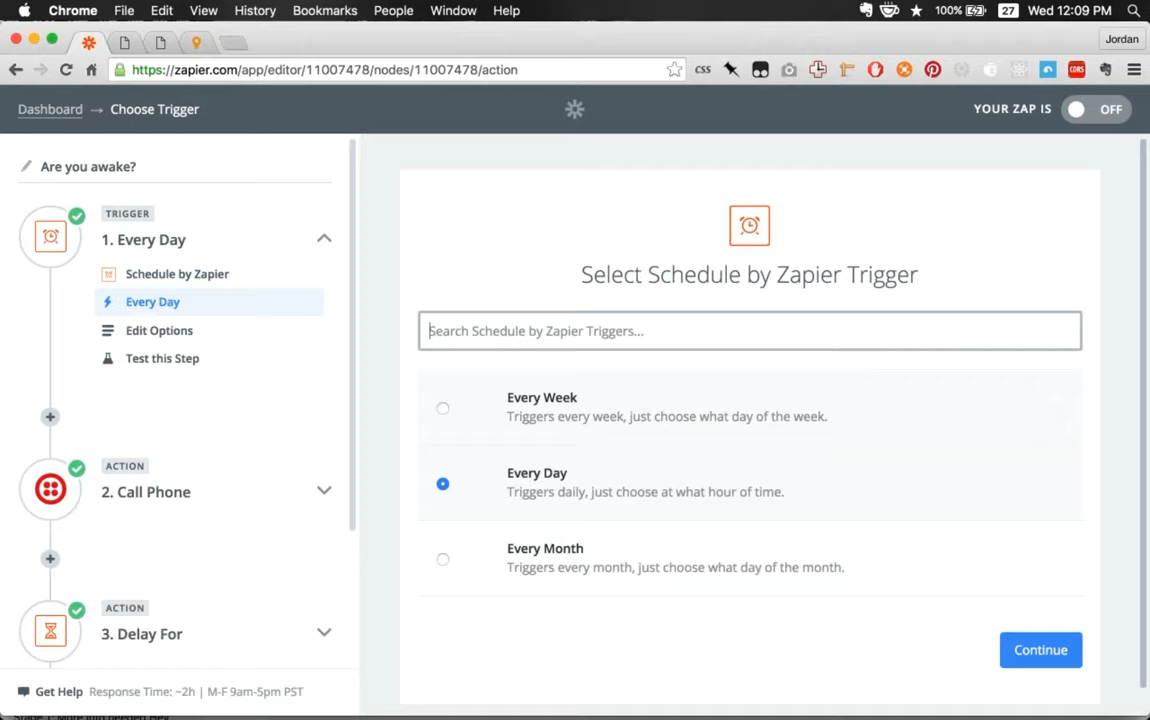 Chrome File Edit View History Bookmarks People Window Help 100% 27 Wed 12:09 PM
Jordan
https://zapier.com/app/editor/11007478/nodes/11007478/action
CSS
CORS
Dashboard → Choose Trigger
YOUR ZAP IS OFF
Are you awake?
TRIGGER
1. Every Day
Schedule by Zapier
Every Day
Edit Options
Test this Step
ACTION
2. Call Phone
ACTION
3. Delay For
Get Help Response Time: ~2h | M-F 9am-5pm PST
Select Schedule by Zapier Trigger
Search Schedule by Zapier Triggers...
Every Week
Triggers every week, just choose what day of the week.
Every Day
Triggers daily, just choose at what hour of time.
Every Month
Triggers every month, just choose what day of the month.
Continue